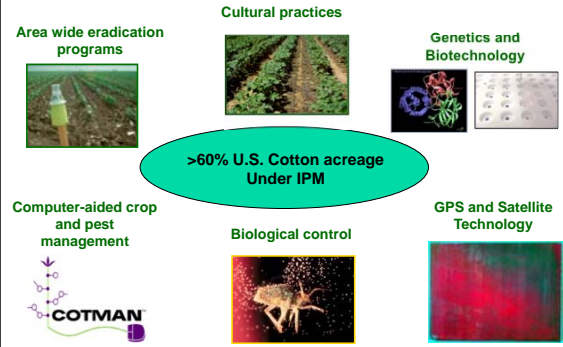 Cultural practices
Area wide eradication
programs
Genetics and
Biotechnology
>60% U.S. Cotton acreage
Under IPM
Computer-aided crop
and pest
management
Biological control
GPS and Satellite
Technology
COTMAN™